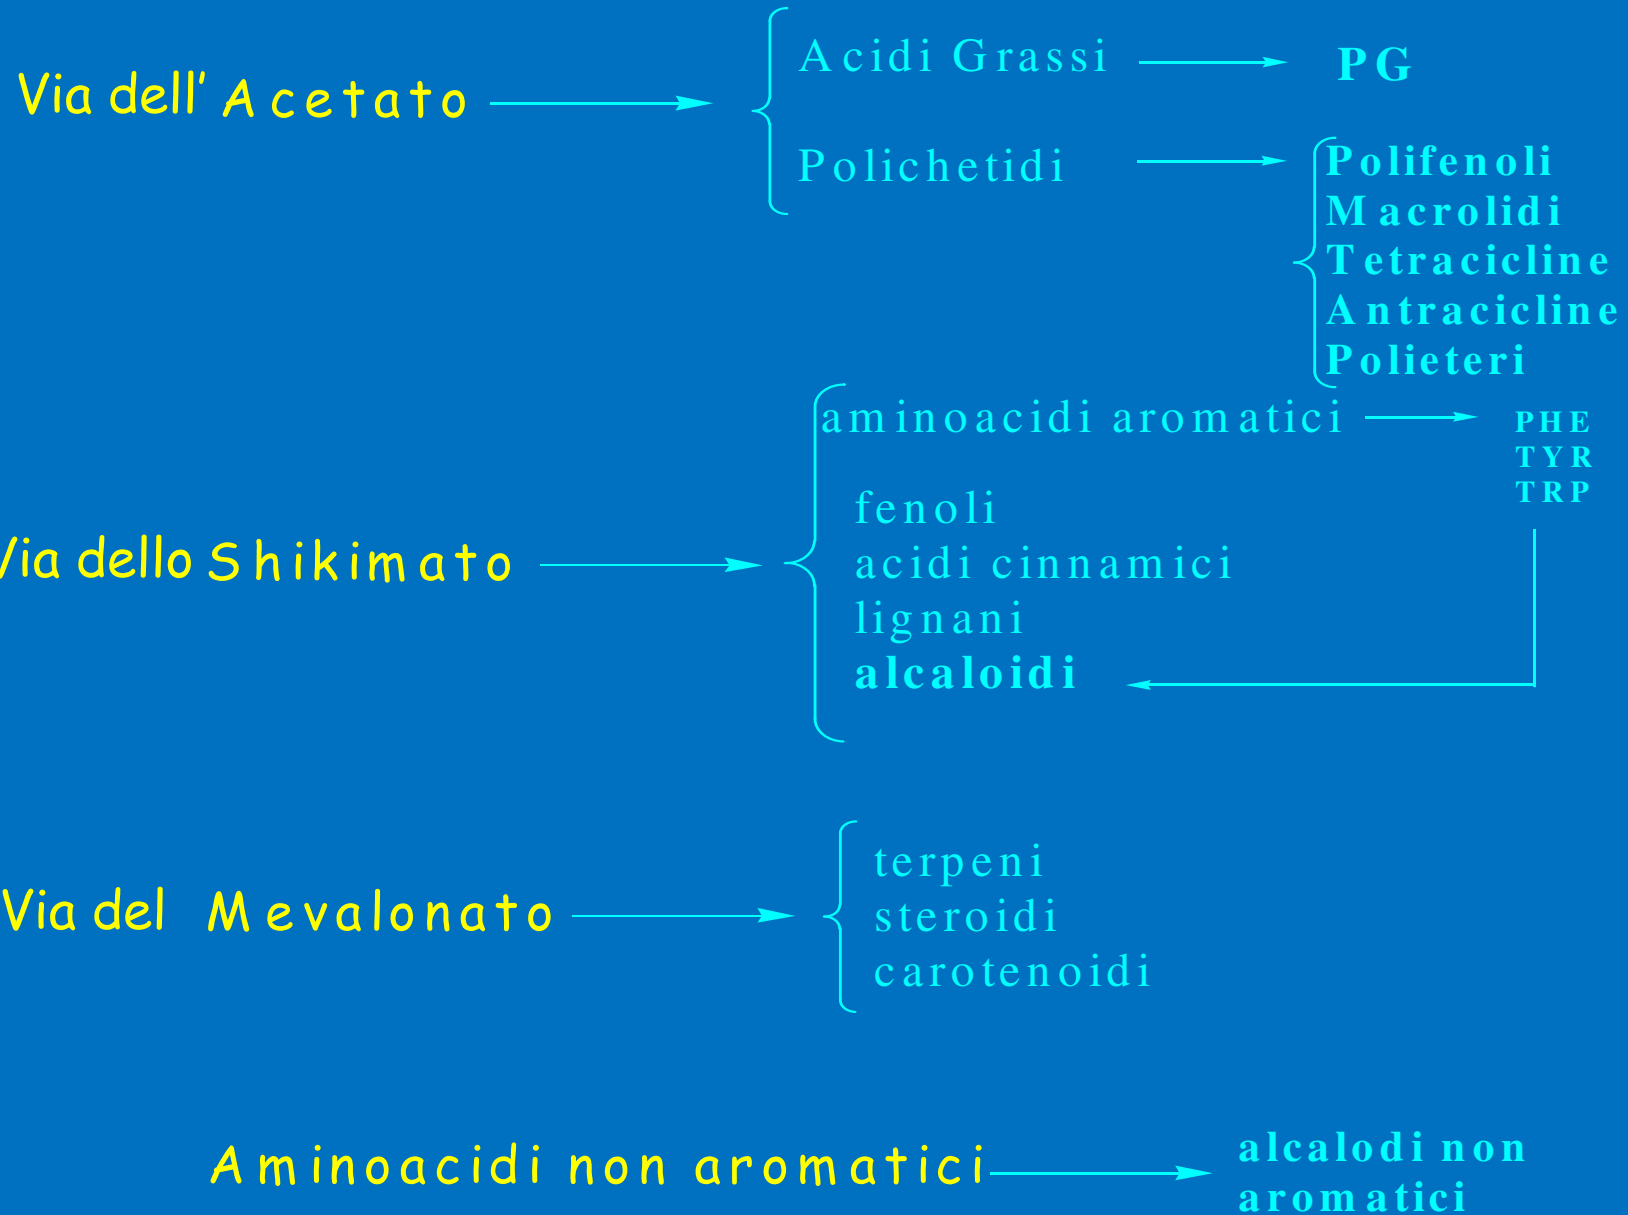 Via dell' Acetato
Acidi Grassi
PG
Polichetidi
Polifenoli
Macrolidi
Tetracicline
Antracicline
Polieteri
Via dello Shikimato
aminoacidi aromatici
PHE
TYR
TRP
fenoli
acidi cinnamici
lignani
alcaloidi
Via del Mevalonato
terpeni
steroidi
carotenoidi
Aminoacidi non aromatici
alcalodi non
aromatici